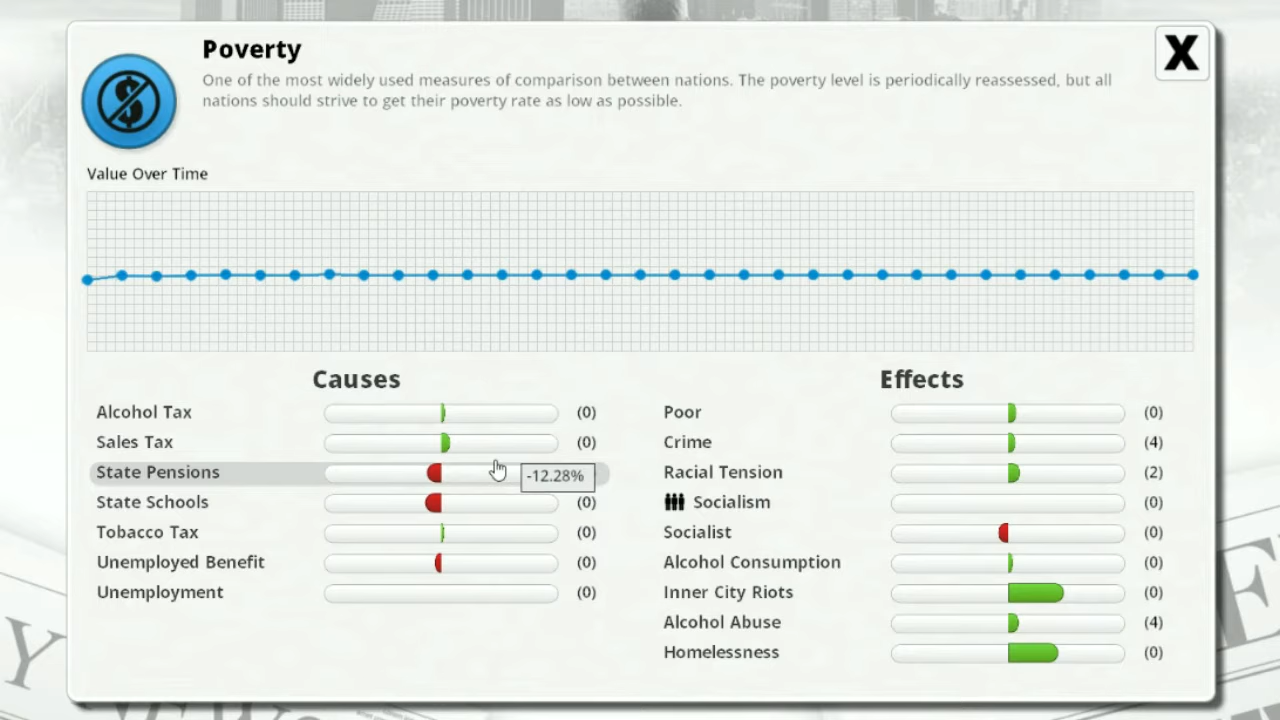 Poverty
X
One of the most widely used measures of comparison between nations. The poverty level is periodically reassessed, but all
nations should strive to get their poverty rate as low as possible.
Value Over Time
Causes
Alcohol Tax (0)
Sales Tax (0)
State Pensions -12.28%
State Schools (0)
Tobacco Tax (0)
Unemployed Benefit (0)
Unemployment (0)
Effects
Poor (0)
Crime (4)
Racial Tension (2)
Socialism (0)
Socialist (0)
Alcohol Consumption (0)
Inner City Riots (0)
Alcohol Abuse (4)
Homelessness (0)